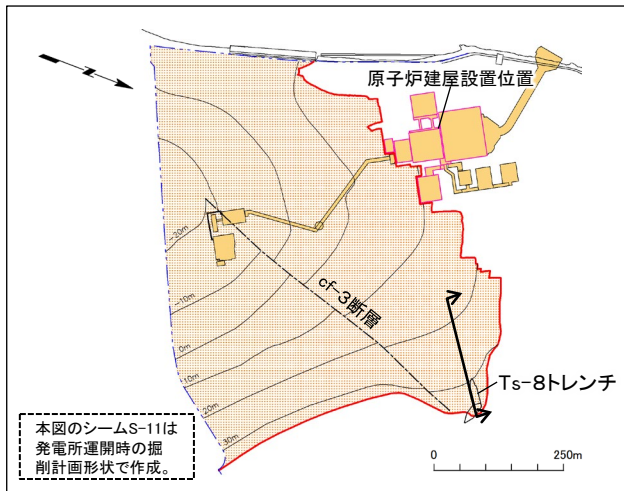 原子炉建屋設置位置
-20m
-10m
0m
10m
20m
30m
cf-3断層
Ts-8トレンチ
本図のシームS-11は
発電所運開時の掘
削計画形状で作成。
0 250m